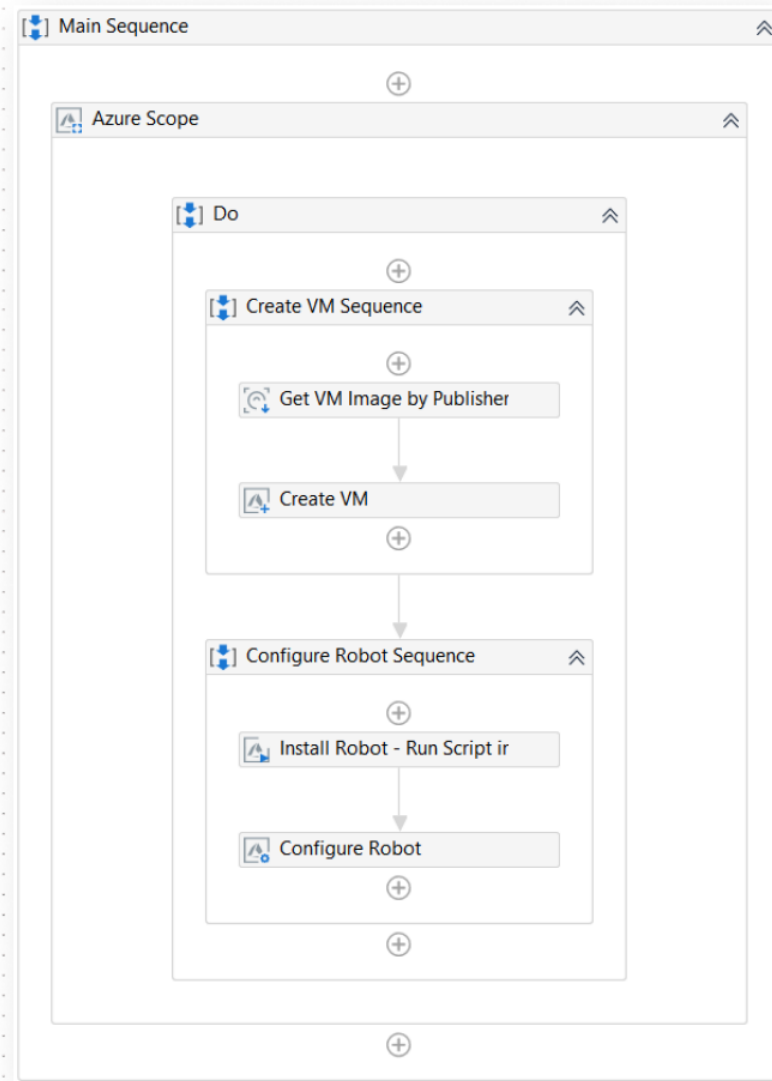 Main Sequence
Azure Scope
Do
Create VM Sequence
Get VM Image by Publisher
Create VM
Configure Robot Sequence
Install Robot - Run Script ir
Configure Robot